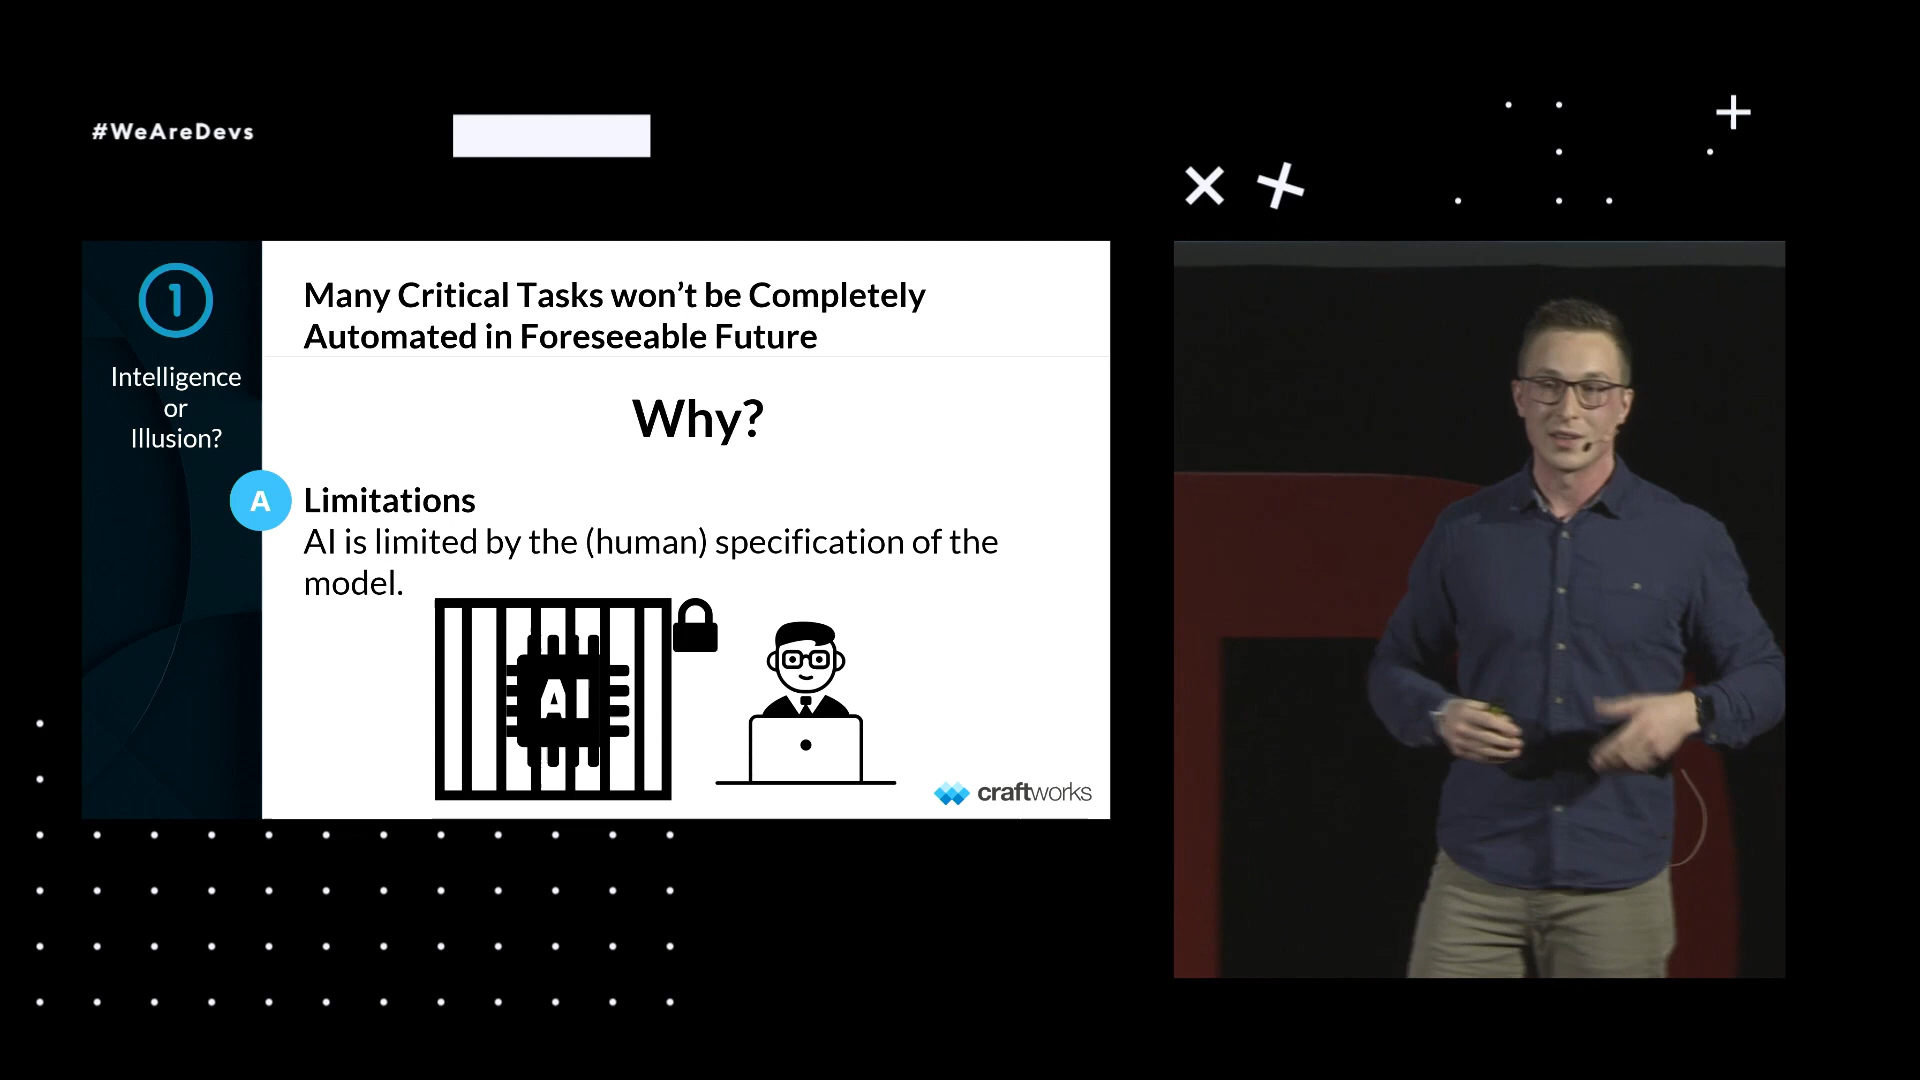 #WeAreDevs
1
Intelligence
or
Illusion?
Many Critical Tasks won’t be Completely
Automated in Foreseeable Future
Why?
A
Limitations
AI is limited by the (human) specification of the
model.
AI
craftworks